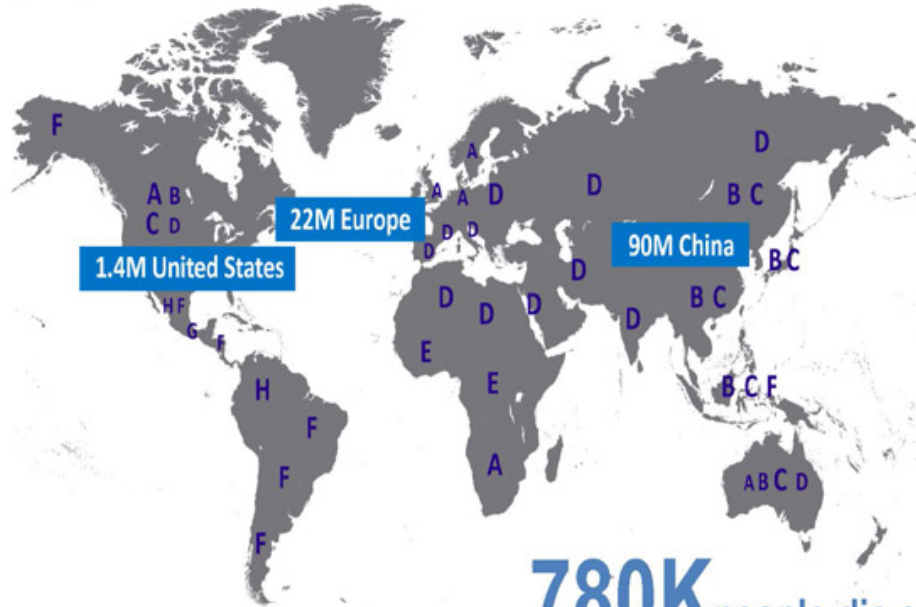 F
A
D
A B
A
A
D
D
B C
C D
22M Europe
D
D
90M China
1.4M United States
D
D
B C
H F
D
D
D
D
B C
G
F
E
H
E
B C F
F
F
A
A B C D
F
780K